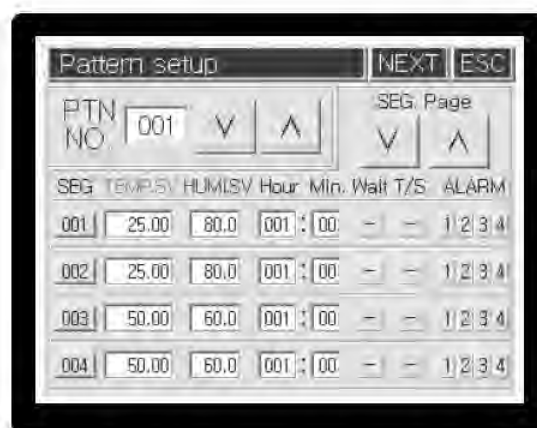 Pattern setup NEXT ESC
PTN NO 001 ∨ ∧ SEG. Page ∨ ∧
SEG TEMP.SV HUMI.SV Hour Min. Wait T/S ALARM
001 25.00 80.0 001 : 00 - - 1 2 3 4
002 25.00 80.0 001 : 00 - - 1 2 3 4
003 50.00 60.0 001 : 00 - - 1 2 3 4
004 50.00 60.0 001 : 00 - - 1 2 3 4